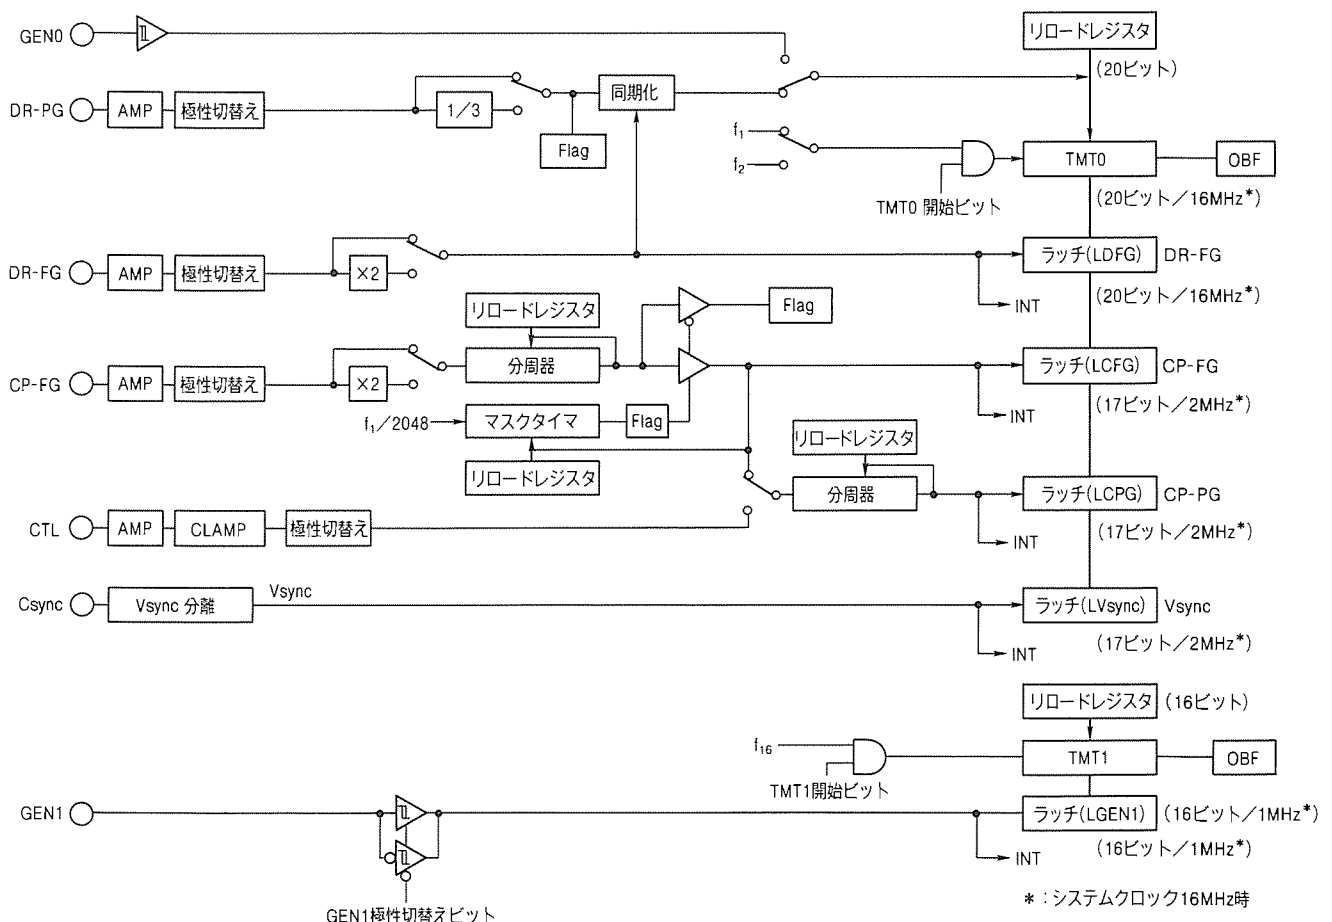 GEN0
リロードレジスタ
(20ビット)
DR-PG
AMP
極性切替え
1/3
同期化
Flag
f1
f2
TMT0 開始ビット
TMT0
OBF
(20ビット/16MHz*)
DR-FG
AMP
極性切替え
×2
ラッチ(LDFG)
DR-FG
(20ビット/16MHz*)
INT
リロードレジスタ
Flag
CP-FG
AMP
極性切替え
×2
分周器
ラッチ(LCFG)
CP-FG
(17ビット/2MHz*)
INT
f1/2048
マスクタイマ
Flag
リロードレジスタ
リロードレジスタ
分周器
ラッチ(LCPG)
CP-PG
(17ビット/2MHz*)
INT
CTL
AMP
CLAMP
極性切替え
Csync
Vsync 分離
Vsync
ラッチ(LVsync)
Vsync
(17ビット/2MHz*)
INT
リロードレジスタ
(16ビット)
f16
TMT1開始ビット
TMT1
OBF
GEN1
ラッチ(LGEN1)
(16ビット/1MHz*)
(16ビット/1MHz*)
INT
GEN1極性切替えビット
*:システムクロック16MHz時